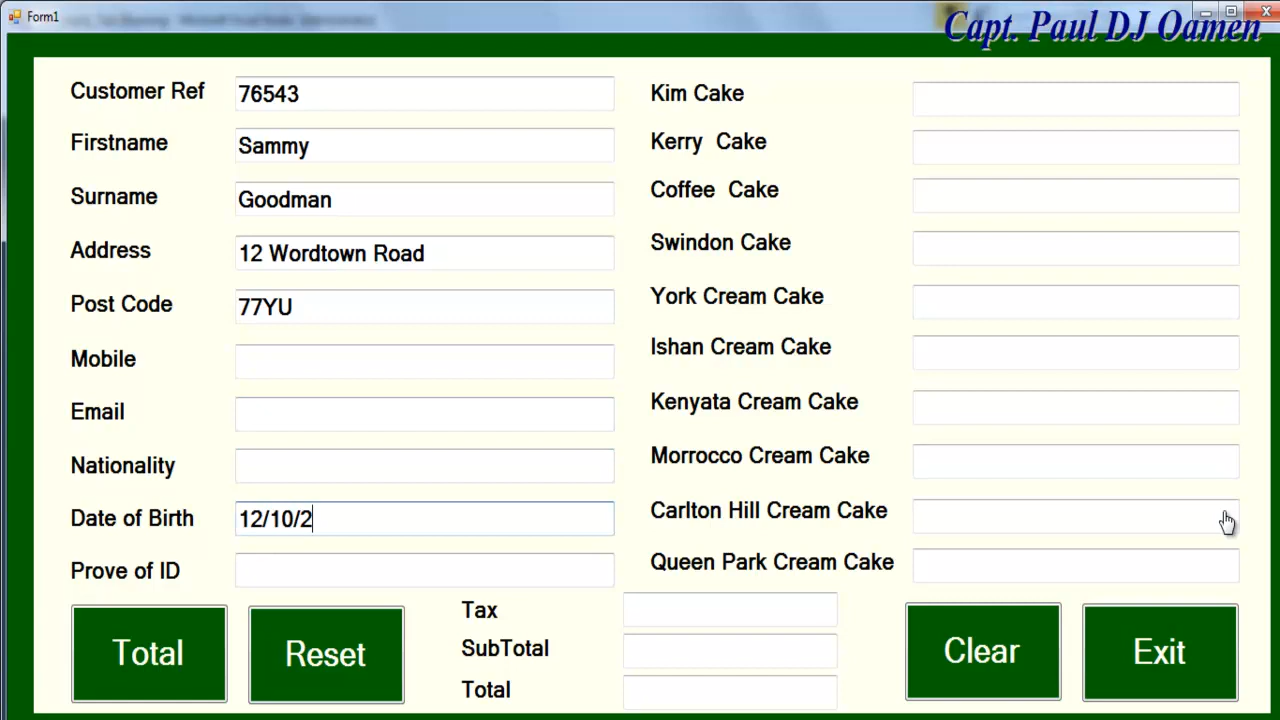 Form1
Capt. Paul DJ Oamen
Customer Ref
76543
Firstname
Sammy
Surname
Goodman
Address
12 Wordtown Road
Post Code
77YU
Mobile
Email
Nationality
Date of Birth
12/10/2
Prove of ID
Kim Cake
Kerry Cake
Coffee Cake
Swindon Cake
York Cream Cake
Ishan Cream Cake
Kenyata Cream Cake
Morrocco Cream Cake
Carlton Hill Cream Cake
Queen Park Cream Cake
Total
Reset
Tax
SubTotal
Total
Clear
Exit